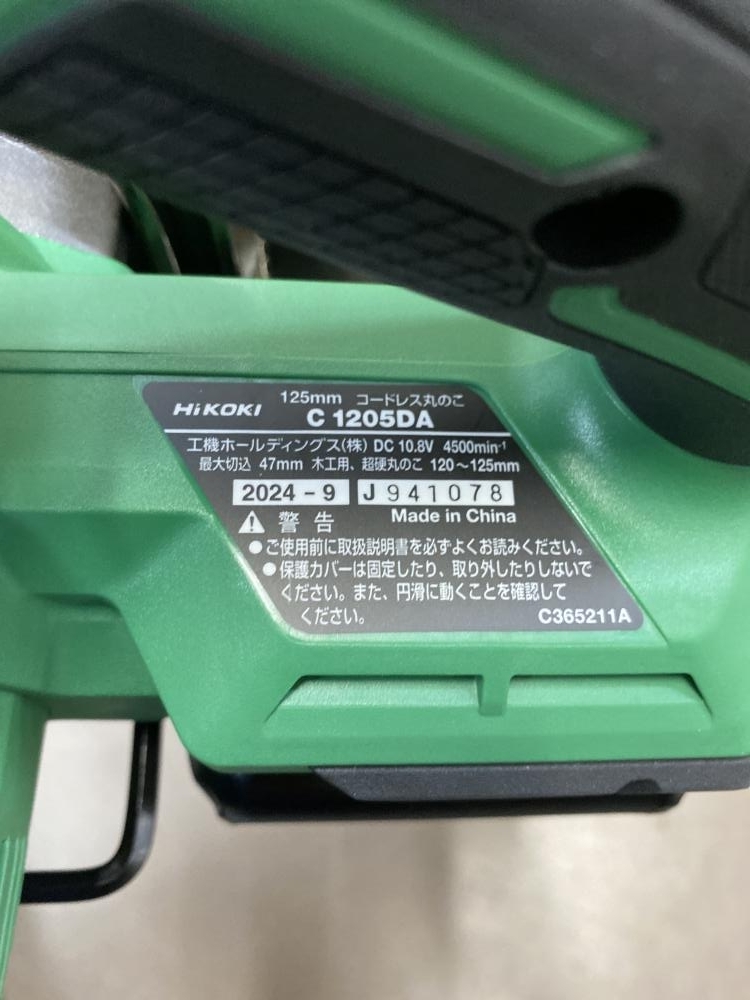 125mm コードレス丸のこ
HiKOKI C 1205DA
工機ホールディングス(株) DC 10.8V 4500min-1
最大切込 47mm 木工用、超硬丸のこ 120～125mm
2024-9 J941078
警告 Made in China
●ご使用前に取扱説明書を必ずよくお読みください。
●保護カバーは固定したり、取り外したりしないで
ください。また、円滑に動くことを確認して
ください。 C365211A